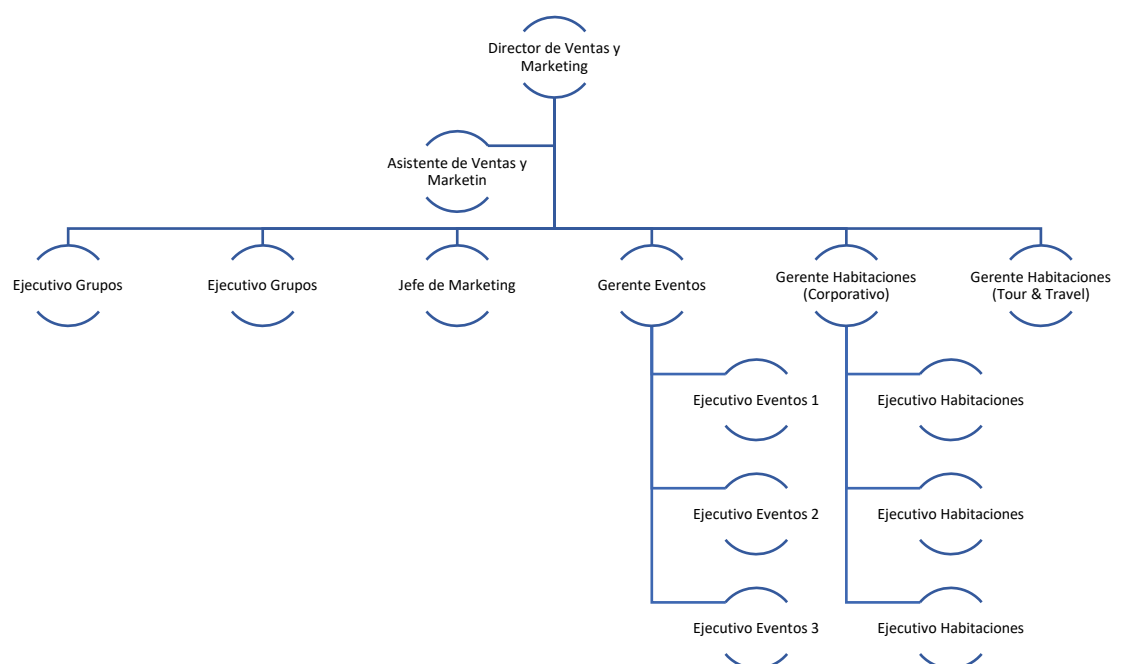 Director de Ventas y
Marketing
Asistente de Ventas y
Marketin
Ejecutivo Grupos
Ejecutivo Grupos
Jefe de Marketing
Gerente Eventos
Gerente Habitaciones
(Corporativo)
Gerente Habitaciones
(Tour & Travel)
Ejecutivo Eventos 1
Ejecutivo Habitaciones
Ejecutivo Eventos 2
Ejecutivo Habitaciones
Ejecutivo Eventos 3
Ejecutivo Habitaciones